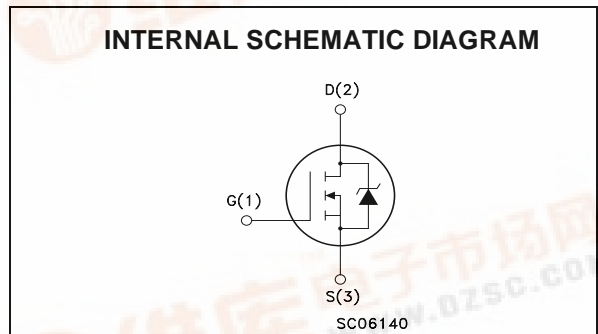 INTERNAL SCHEMATIC DIAGRAM
D(2)
G(1)
S(3)
SC06140